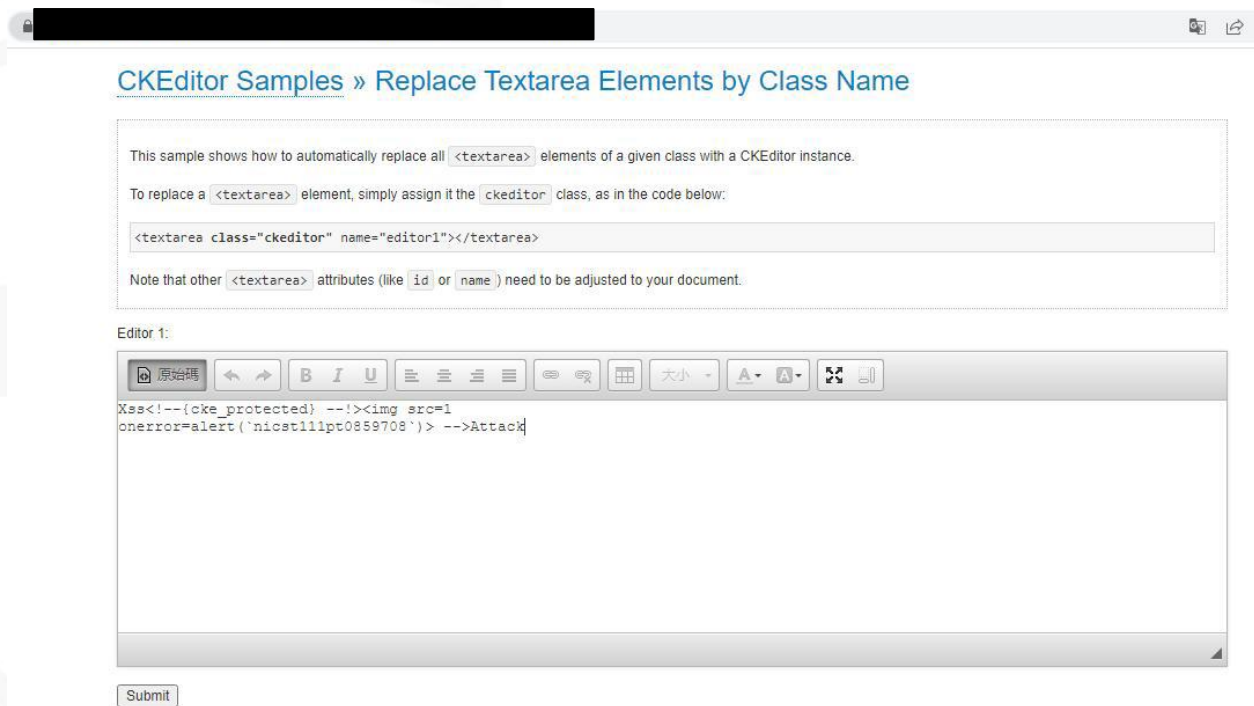 CKEditor Samples » Replace Textarea Elements by Class Name
This sample shows how to automatically replace all <textarea> elements of a given class with a CKEditor instance.
To replace a <textarea> element, simply assign it the ckeditor class, as in the code below:
<textarea class="ckeditor" name="editor1"></textarea>
Note that other <textarea> attributes (like id or name ) need to be adjusted to your document.
Editor 1:
原始碼 B I U 大小 A A
Xss<!--{cke_protected} --!><img src=1
onerror=alert(`nicst111pt0859708`)> -->Attack
Submit